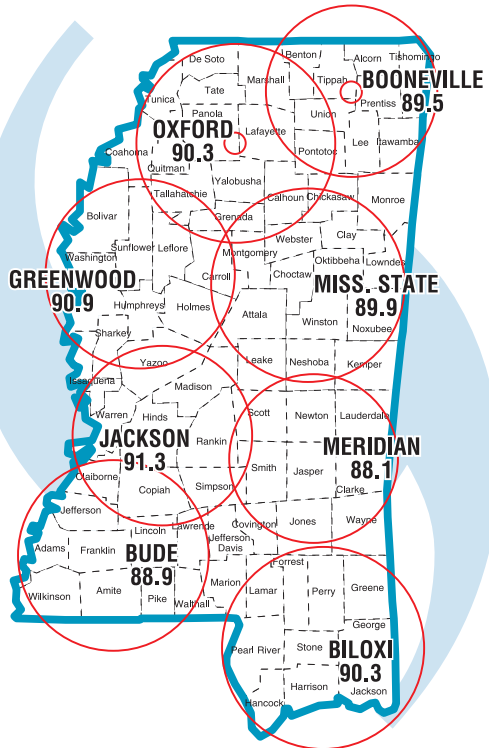 Benton
Alcorn
Tishomingo
De Soto
Marshall
Tippah
BOONEVILLE
89.5
Tate
Prentiss
Tunica
Panola
Union
OXFORD
90.3
Lafayette
Lee
Itawamba
Pontotoc
Coahoma
Quitman
Yalobusha
Tallahatchie
Calhoun
Chickasaw
Monroe
Bolivar
Grenada
Clay
Webster
Sunflower
Leflore
Montgomery
Oktibbeha
Lowndes
Washington
GREENWOOD
90.9
Carroll
Choctaw
MISS. STATE
89.9
Humphreys
Holmes
Attala
Winston
Noxubee
Sharkey
Yazoo
Leake
Neshoba
Kemper
Issaquena
Madison
Warren
Hinds
Scott
Newton
Lauderdale
JACKSON
91.3
Rankin
MERIDIAN
88.1
Smith
Jasper
Claiborne
Copiah
Simpson
Clarke
Jefferson
Lincoln
Lawrence
Covington
Jones
Wayne
Jefferson
Davis
Adams
Franklin
BUDE
88.9
Forrest
Marion
Lamar
Perry
Greene
Wilkinson
Amite
Pike
Walthall
George
Pearl River
Stone
BILOXI
90.3
Harrison
Jackson
Hancock